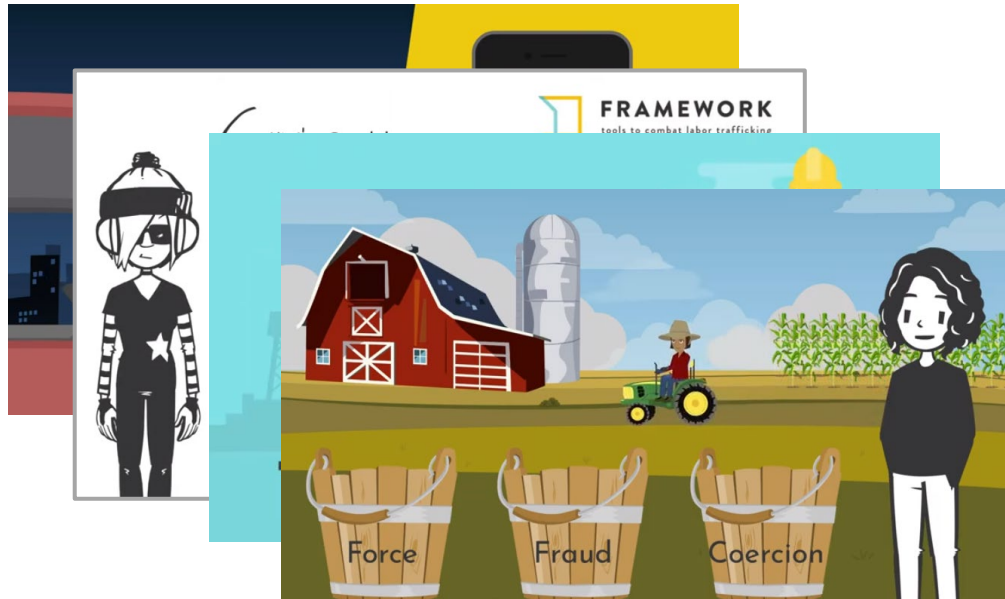 FRAMEWORK
tools to combat labor trafficking
Force
Fraud
Coercion